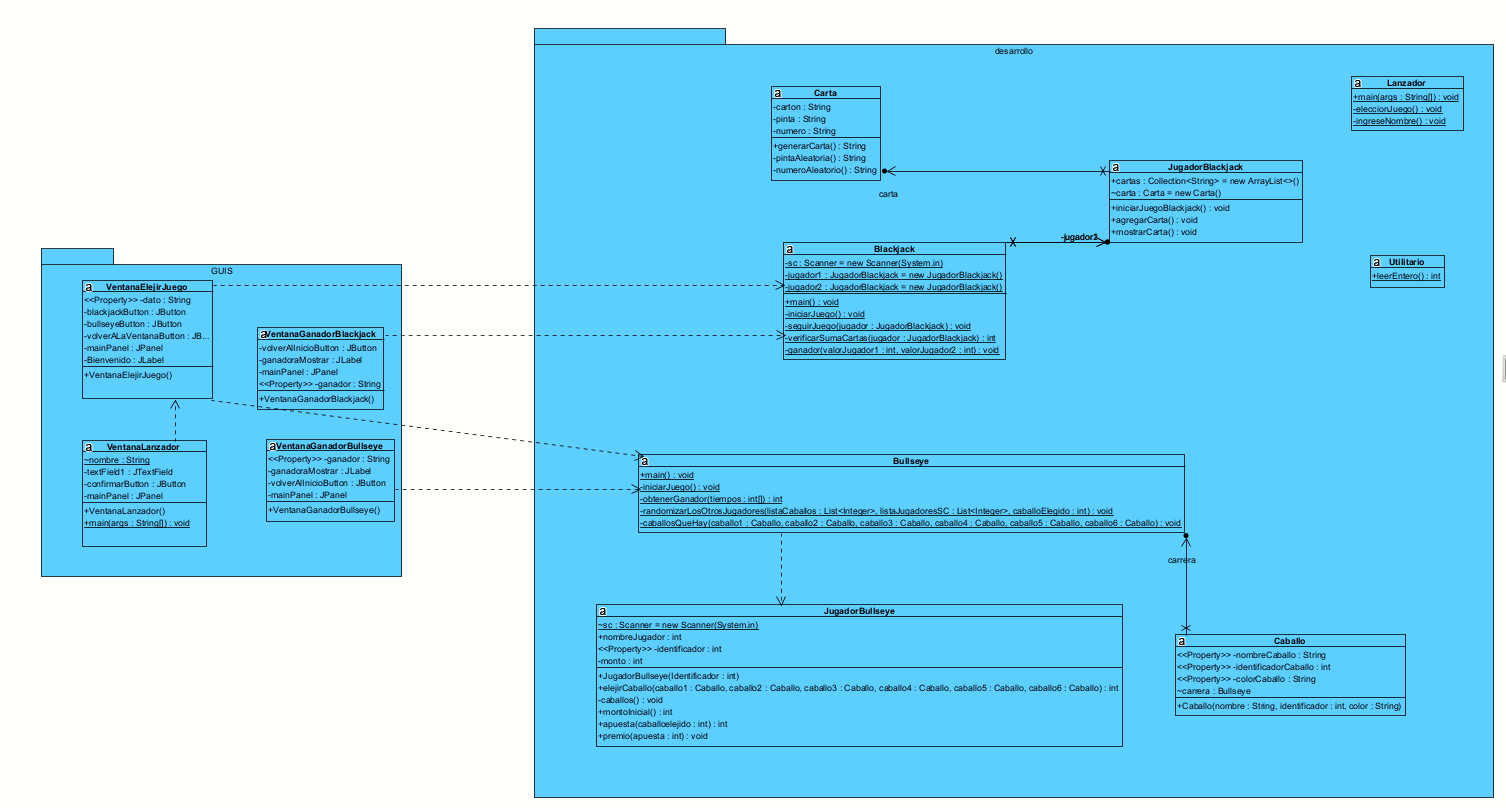 desarrollo
Carta
-carton : String
-pinta : String
-numero : String
+generarCarta() : String
-pintaAleatoria() : String
-numeroAleatorio() : String
carta
Lanzador
+main(args : String[]) : void
-eleccionJuego() : void
-ingreseNombre() : void
JugadorBlackjack
+cartas : Collection<String> = new ArrayList<>()
~carta : Carta = new Carta()
+iniciarJuegoBlackjack() : void
+agregarCarta() : void
+mostrarCarta() : void
-jugador2
Blackjack
-sc : Scanner = new Scanner(System.in)
-jugador1 : JugadorBlackjack = new JugadorBlackjack()
-jugador2 : JugadorBlackjack = new JugadorBlackjack()
+main() : void
-iniciarJuego() : void
-seguirJuego(jugador : JugadorBlackjack) : void
-verificarSumaCartas(jugador : JugadorBlackjack) : int
-ganador(valorJugador1 : int, valorJugador2 : int) : void
Utilitario
+leerEntero() : int
GUIS
VentanaElejirJuego
<<Property>> -dato : String
-blackjackButton : JButton
-bullseyeButton : JButton
-volverALaVentanaButton : JB...
-mainPanel : JPanel
-Bienvenido : JLabel
+VentanaElejirJuego()
VentanaGanadorBlackjack
-volverAlInicioButton : JButton
-ganadoraMostrar : JLabel
-mainPanel : JPanel
<<Property>> -ganador : String
+VentanaGanadorBlackjack()
VentanaLanzador
~nombre : String
-textField1 : JTextField
-confirmarButton : JButton
-mainPanel : JPanel
+VentanaLanzador()
+main(args : String[]) : void
VentanaGanadorBullseye
<<Property>> -ganador : String
-ganadoraMostrar : JLabel
-volverAlInicioButton : JButton
-mainPanel : JPanel
+VentanaGanadorBullseye()
Bullseye
+main() : void
-iniciarJuego() : void
-obtenerGanador(tiempos : int[]) : int
-randomizarLosOtrosJugadores(listaCaballos : List<Integer>, listaJugadoresSC : List<Integer>, caballoElegido : int) : void
-caballosQueHay(caballo1 : Caballo, caballo2 : Caballo, caballo3 : Caballo, caballo4 : Caballo, caballo5 : Caballo, caballo6 : Caballo) : void
carrera
JugadorBullseye
~sc : Scanner = new Scanner(System.in)
+nombreJugador : int
<<Property>> -identificador : int
-monto : int
+JugadorBullseye(Identificador : int)
+elejirCaballo(caballo1 : Caballo, caballo2 : Caballo, caballo3 : Caballo, caballo4 : Caballo, caballo5 : Caballo, caballo6 : Caballo) : int
-caballos() : void
+montoInicial() : int
+apuesta(caballoelejido : int) : int
+premio(apuesta : int) : void
Caballo
<<Property>> -nombreCaballo : String
<<Property>> -identificadorCaballo : int
<<Property>> -colorCaballo : String
~carrera : Bullseye
+Caballo(nombre : String, identificador : int, color : String)